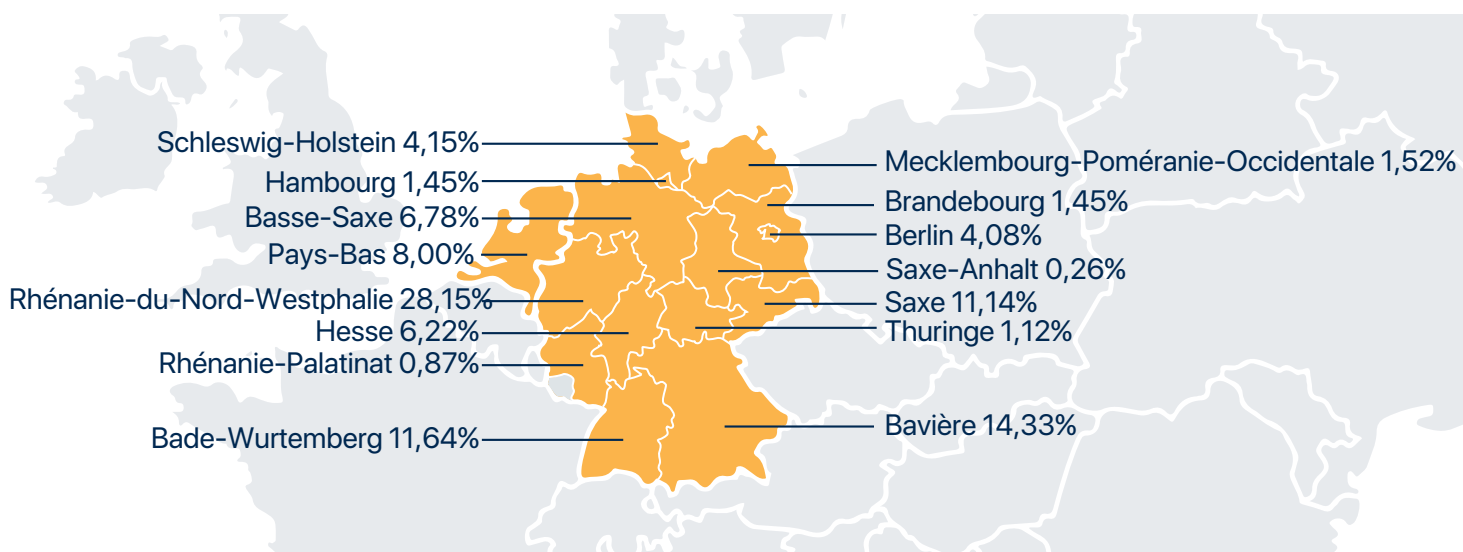 Schleswig-Holstein 4,15%
Hambourg 1,45%
Basse-Saxe 6,78%
Pays-Bas 8,00%
Rhénanie-du-Nord-Westphalie 28,15%
Hesse 6,22%
Rhénanie-Palatinat 0,87%
Bade-Wurtemberg 11,64%
Mecklembourg-Poméranie-Occidentale 1,52%
Brandebourg 1,45%
Berlin 4,08%
Saxe-Anhalt 0,26%
Saxe 11,14%
Thuringe 1,12%
Bavière 14,33%